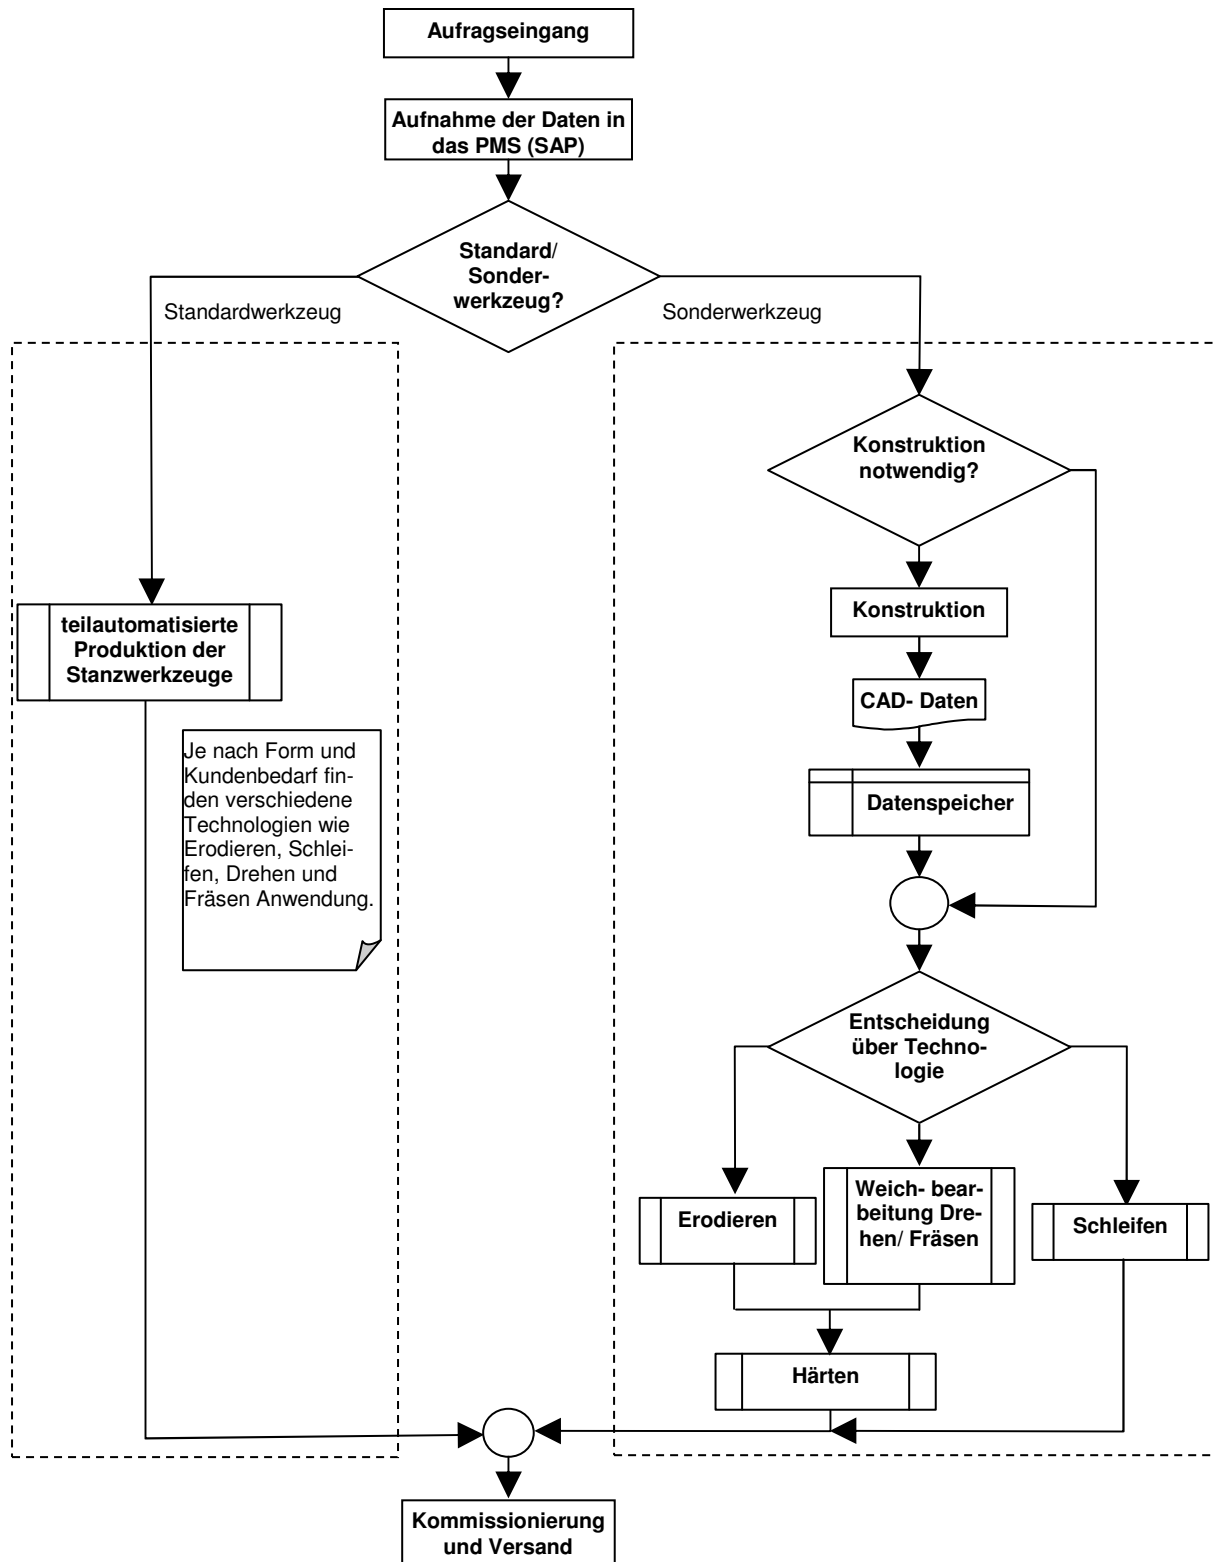 Aufragseingang
Aufnahme der Daten in
das PMS (SAP)
Standard/
Sonder-
werkzeug?
Standardwerkzeug
Sonderwerkzeug
Konstruktion
notwendig?
Konstruktion
CAD- Daten
Datenspeicher
teilautomatisierte
Produktion der
Stanzwerkzeuge
Je nach Form und
Kundenbedarf fin-
den verschiedene
Technologien wie
Erodieren, Schlei-
fen, Drehen und
Fräsen Anwendung.
Entscheidung
über Techno-
logie
Erodieren
Weich- bear-
beitung Dre-
hen/ Fräsen
Schleifen
Härten
Kommissionierung
und Versand